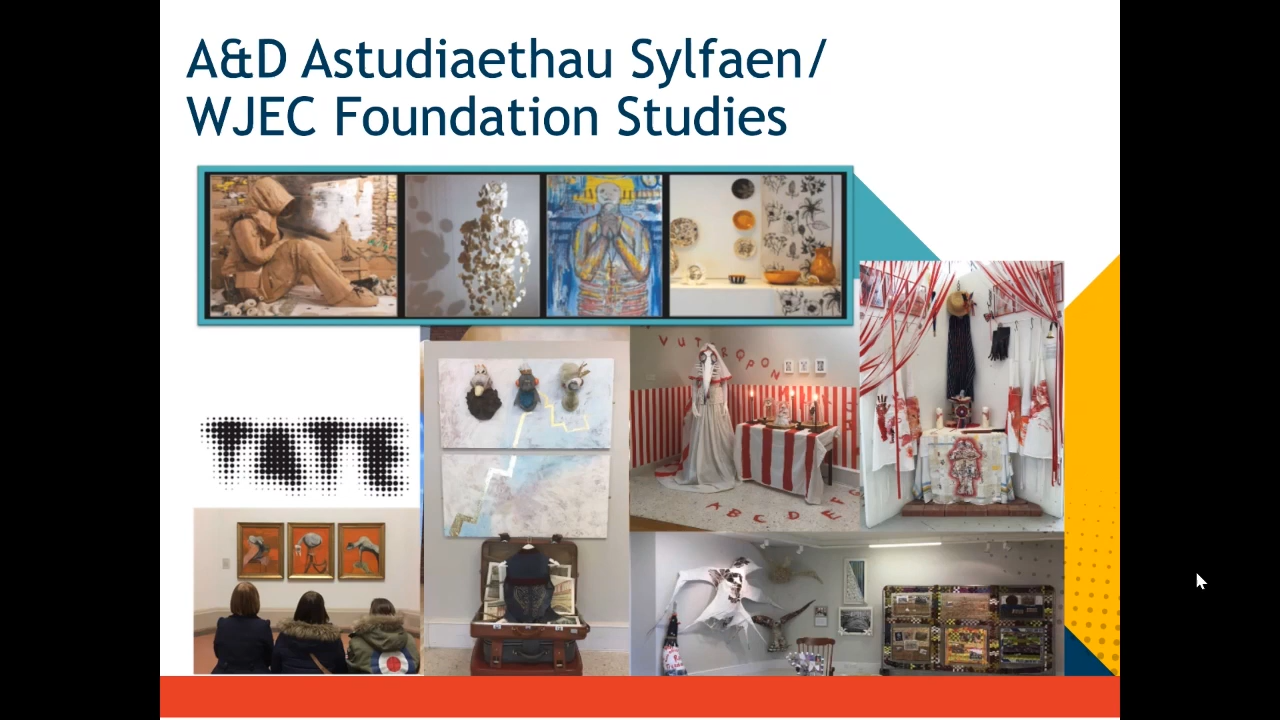 A&D Astudiaethau Sylfaen/
WJEC Foundation Studies
TATE
V U T R Q P O N
A B C D E F G